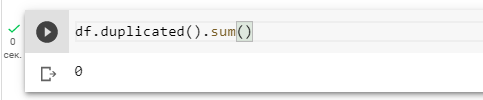 df.duplicated().sum()
0
сек.
0